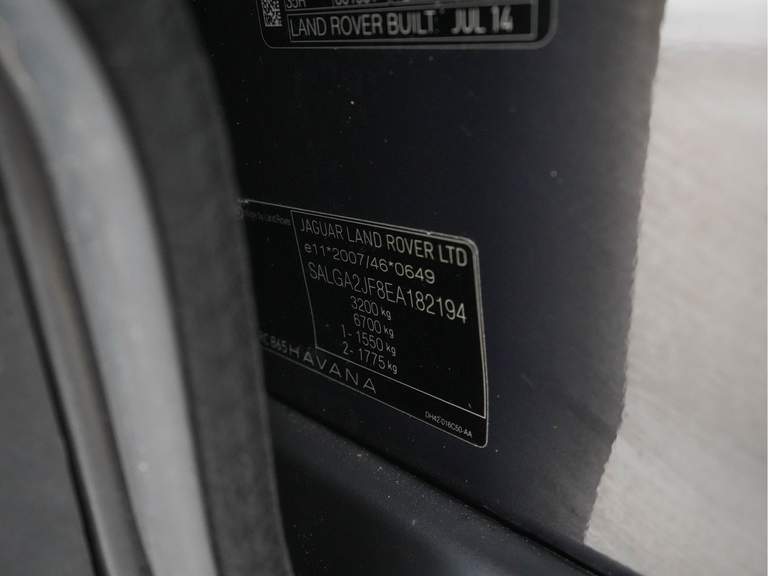 LAND ROVER BUILT JUL 14
JAGUAR LAND ROVER LTD
e11*2007/46*0649
SALGA2JF8EA182194
3200 kg
6700 kg
1- 1550 kg
2- 1775 kg
865 HAVANA
DH42-016C50-AA